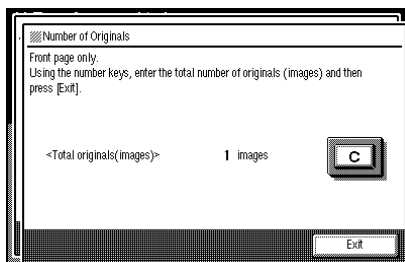 Number of Originals
Front page only.
Using the number keys, enter the total number of originals (images) and then
press [Exit].
<Total originals(images)> 1 images C
Exit